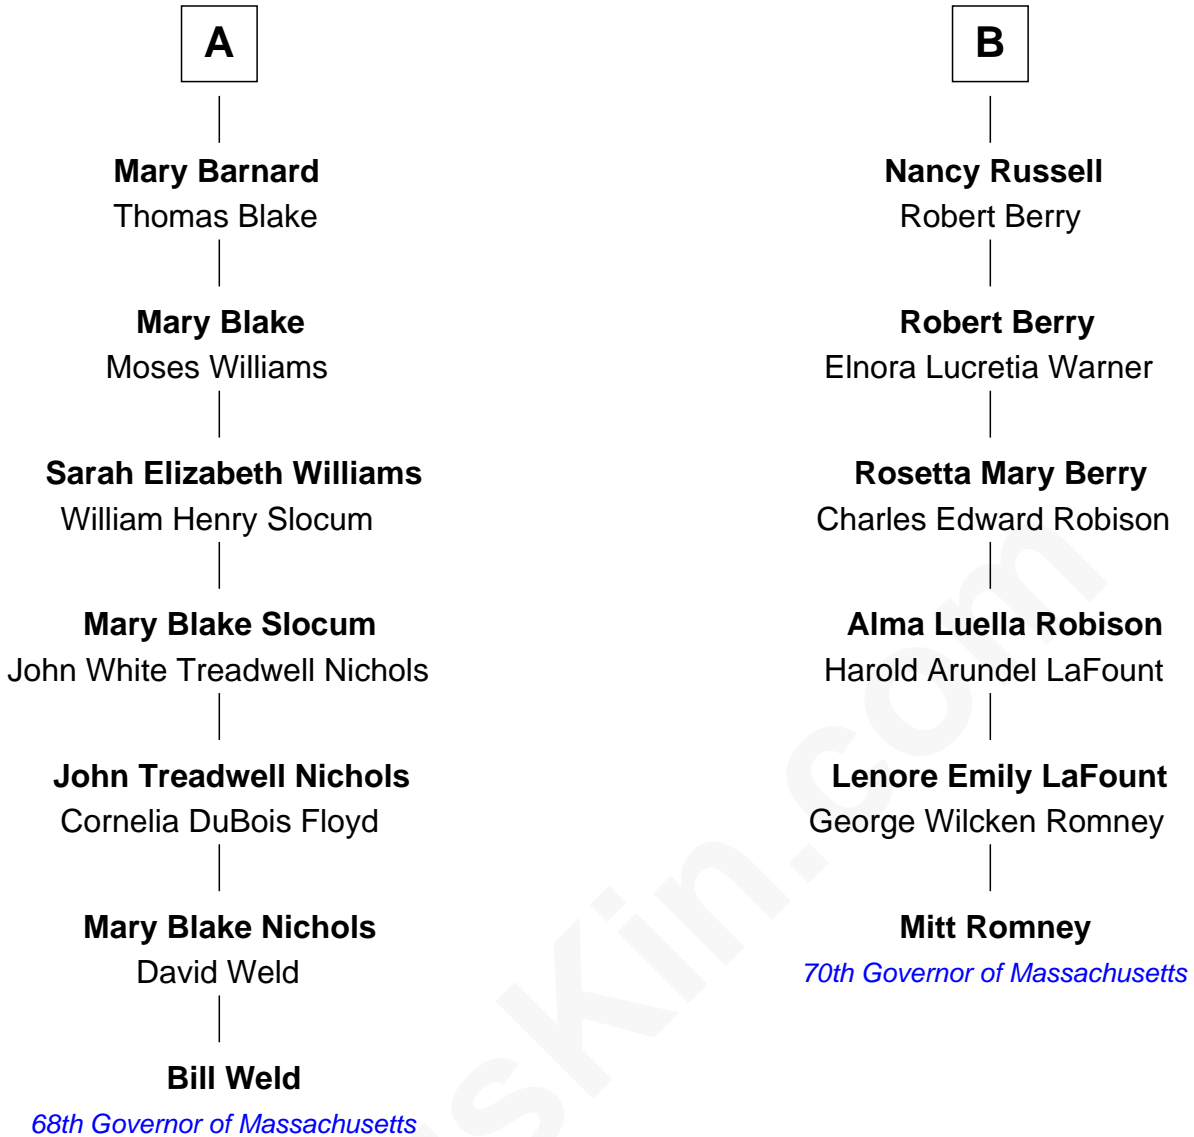 A
Mary Barnard
Thomas Blake
Mary Blake
Moses Williams
Sarah Elizabeth Williams
William Henry Slocum
Mary Blake Slocum
John White Treadwell Nichols
John Treadwell Nichols
Cornelia DuBois Floyd
Mary Blake Nichols
David Weld
Bill Weld
68th Governor of Massachusetts
B
Nancy Russell
Robert Berry
Robert Berry
Elnora Lucretia Warner
Rosetta Mary Berry
Charles Edward Robison
Alma Luella Robison
Harold Arundel LaFount
Lenore Emily LaFount
George Wilcken Romney
Mitt Romney
70th Governor of Massachusetts
sKin.com